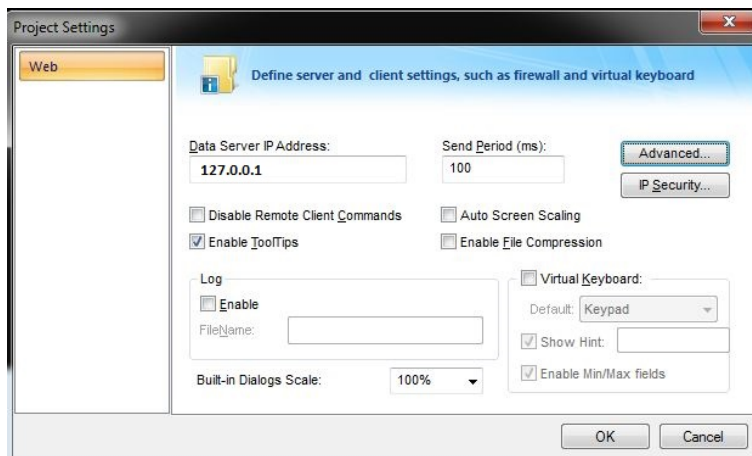 Project Settings
Web
Define server and client settings, such as firewall and virtual keyboard
Data Server IP Address:
Send Period (ms):
127.0.0.1
100
Advanced...
IP Security...
Disable Remote Client Commands
Auto Screen Scaling
Enable ToolTips
Enable File Compression
Log
Enable
FileName:
Virtual Keyboard:
Default: Keypad
Show Hint:
Enable Min/Max fields
Built-in Dialogs Scale: 100%
OK Cancel